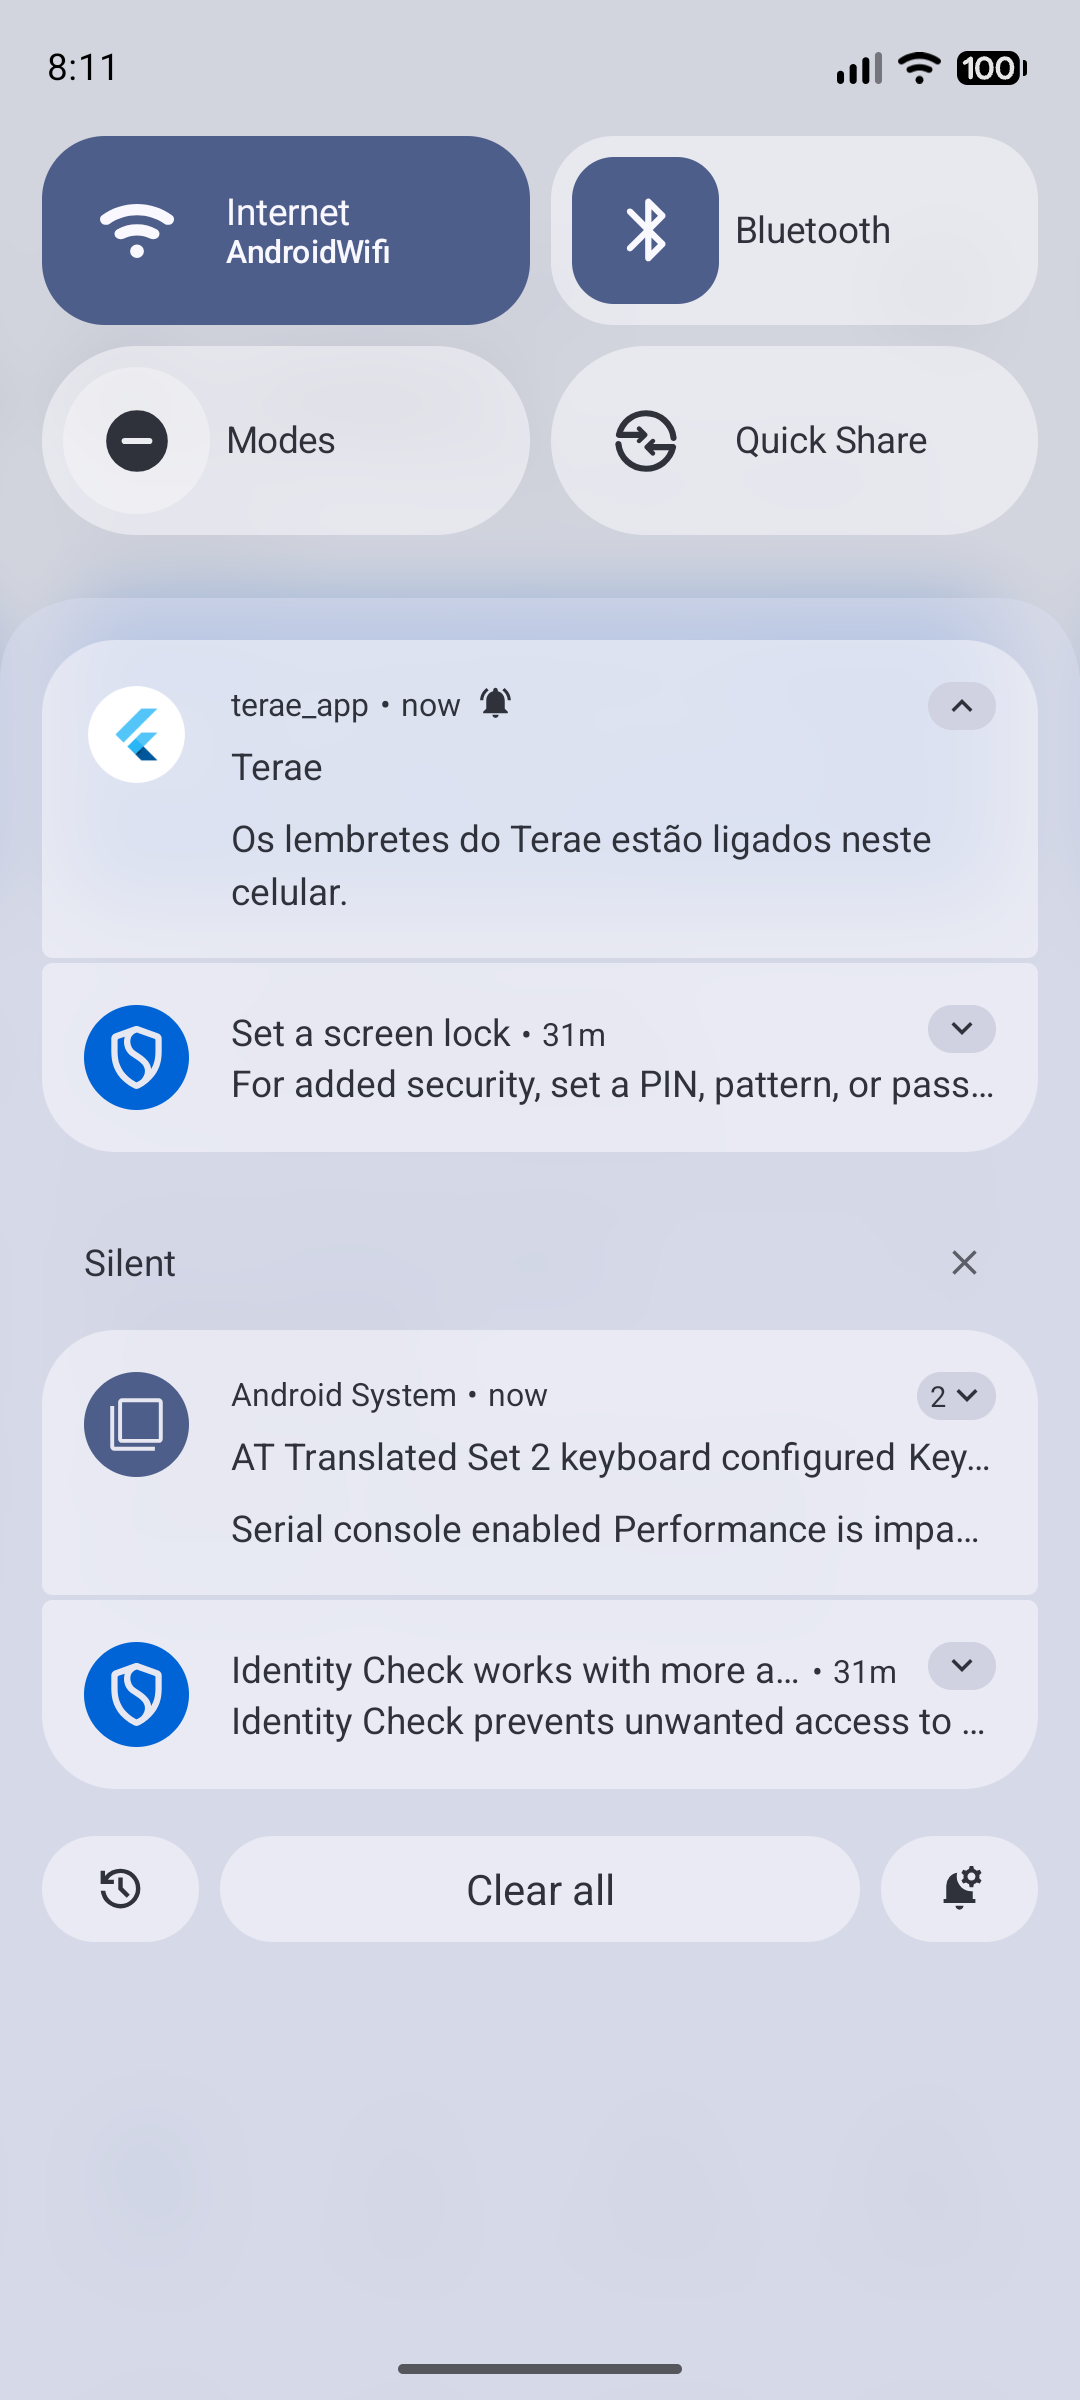 8:11
100
Internet
AndroidWifi
Bluetooth
Modes
Quick Share
terae_app • now
Terae
Os lembretes do Terae estão ligados neste
celular.
Set a screen lock • 31m
For added security, set a PIN, pattern, or pass...
Silent
Android System • now
2
AT Translated Set 2 keyboard configured Key...
Serial console enabled Performance is impa...
Identity Check works with more a... • 31m
Identity Check prevents unwanted access to ...
Clear all